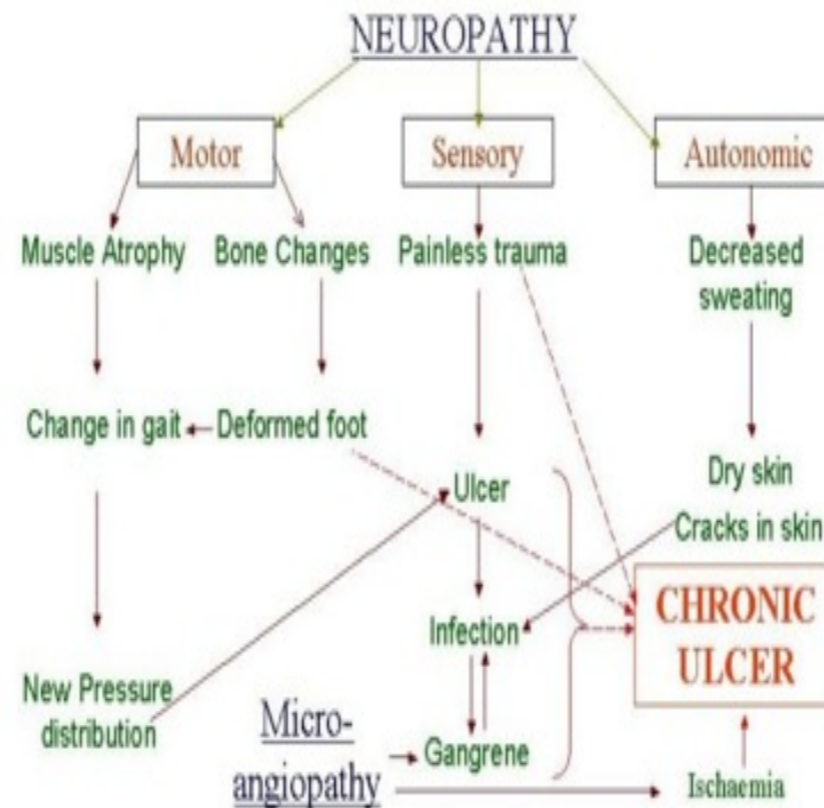 NEUROPATHY
Motor
Sensory
Autonomic
Muscle Atrophy
Bone Changes
Painless trauma
Decreased
sweating
Change in gait
Deformed foot
Ulcer
Dry skin
Cracks in skin
Infection
CHRONIC
ULCER
New Pressure
distribution
Micro-
angiopathy
Gangrene
Ischaemia